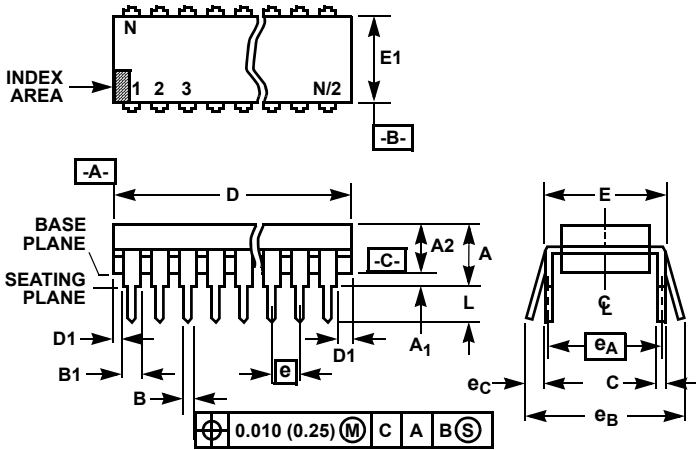 N
INDEX
AREA
1 2 3 N/2
E1
-B-
-A-
D
E
BASE
PLANE
A2
A
-C-
SEATING
PLANE
L
D1
D1
A1
B1
e
B
℄
eA
eC
C
eB
⌖ 0.010 (0.25) Ⓜ C A B Ⓢ